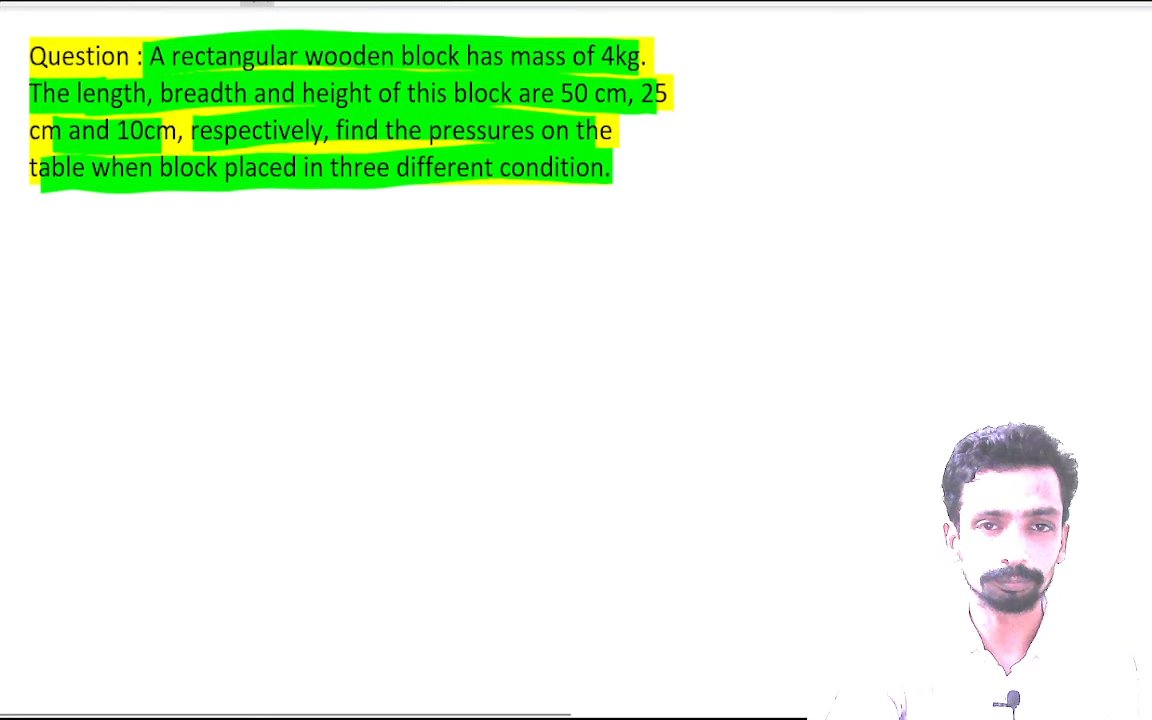 Question : A rectangular wooden block has mass of 4kg.
The length, breadth and height of this block are 50 cm, 25
cm and 10cm, respectively, find the pressures on the
table when block placed in three different condition.